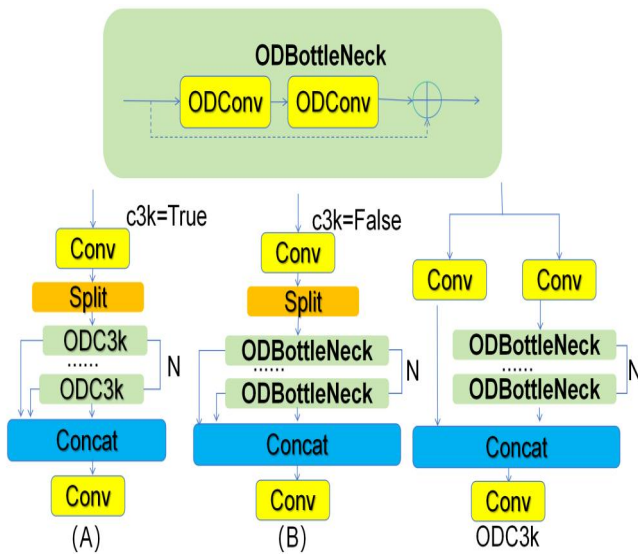 ODBottleNeck
ODConv
ODConv
c3k=True
Conv
Split
ODC3k
......
ODC3k
N
Concat
Conv
(A)
c3k=False
Conv
Split
ODBottleNeck
......
ODBottleNeck
N
Concat
Conv
(B)
Conv
Conv
ODBottleNeck
......
ODBottleNeck
N
Concat
Conv
ODC3k